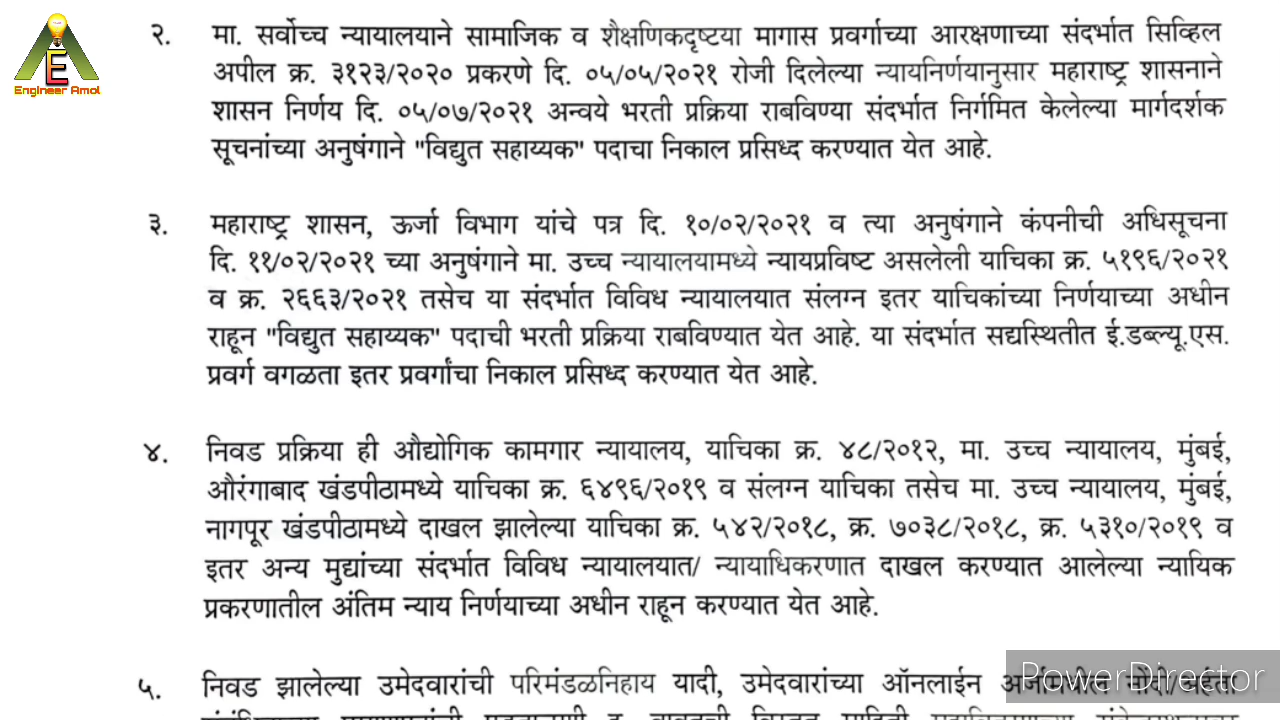 E
Engineer Amol
२. मा. सर्वोच्च न्यायालयाने सामाजिक व शैक्षणिकदृष्टया मागास प्रवर्गाच्या आरक्षणाच्या संदर्भात सिव्हिल
अपील क्र. ३१२३/२०२० प्रकरणे दि. ०५/०५/२०२१ रोजी दिलेल्या न्यायनिर्णयानुसार महाराष्ट्र शासनाने
शासन निर्णय दि. ०५/०७/२०२१ अन्वये भरती प्रक्रिया राबविण्या संदर्भात निर्गमित केलेल्या मार्गदर्शक
सूचनांच्या अनुषंगाने "विद्युत सहाय्यक" पदाचा निकाल प्रसिध्द करण्यात येत आहे.
३. महाराष्ट्र शासन, ऊर्जा विभाग यांचे पत्र दि. १०/०२/२०२१ व त्या अनुषंगाने कंपनीची अधिसूचना
दि. ११/०२/२०२१ च्या अनुषंगाने मा. उच्च न्यायालयामध्ये न्यायप्रविष्ट असलेली याचिका क्र. ५१९६/२०२१
व क्र. २६६३/२०२१ तसेच या संदर्भात विविध न्यायालयात संलग्न इतर याचिकांच्या निर्णयाच्या अधीन
राहून "विद्युत सहाय्यक" पदाची भरती प्रक्रिया राबविण्यात येत आहे. या संदर्भात सद्यस्थितीत ई.डब्ल्यू.एस.
प्रवर्ग वगळता इतर प्रवर्गांचा निकाल प्रसिध्द करण्यात येत आहे.
४. निवड प्रक्रिया ही औद्योगिक कामगार न्यायालय, याचिका क्र. ४८/२०१२, मा. उच्च न्यायालय, मुंबई,
औरंगाबाद खंडपीठामध्ये याचिका क्र. ६४९६/२०१९ व संलग्न याचिका तसेच मा. उच्च न्यायालय, मुंबई,
नागपूर खंडपीठामध्ये दाखल झालेल्या याचिका क्र. ५४२/२०१८, क्र. ७०३८/२०१८, क्र. ५३१०/२०१९ व
इतर अन्य मुद्यांच्या संदर्भात विविध न्यायालयात/ न्यायाधिकरणात दाखल करण्यात आलेल्या न्यायिक
प्रकरणातील अंतिम न्याय निर्णयाच्या अधीन राहून करण्यात येत आहे.
५. निवड झालेल्या उमेदवारांची परिमंडळनिहाय यादी, उमेदवारांच्या ऑनलाईन
PowerDirector